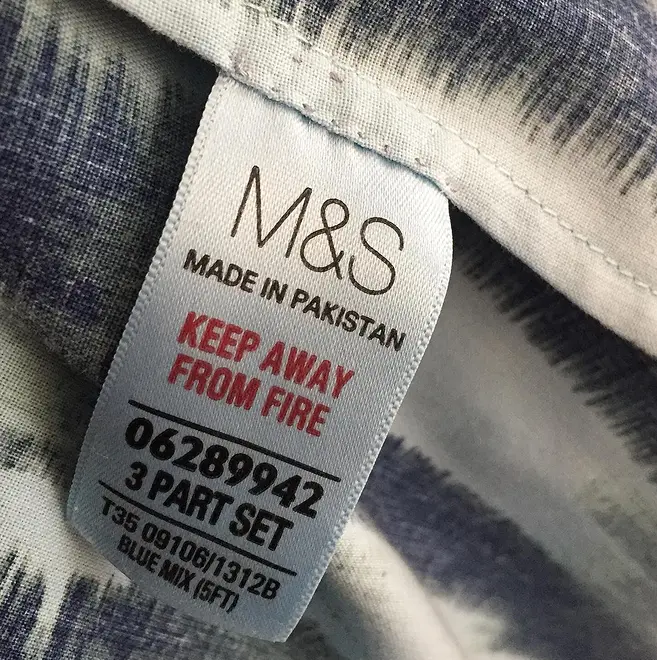 M&S
MADE IN PAKISTAN
KEEP AWAY
FROM FIRE
06289942
3 PART SET
T35 09106/1312B
BLUE MIX (5FT)